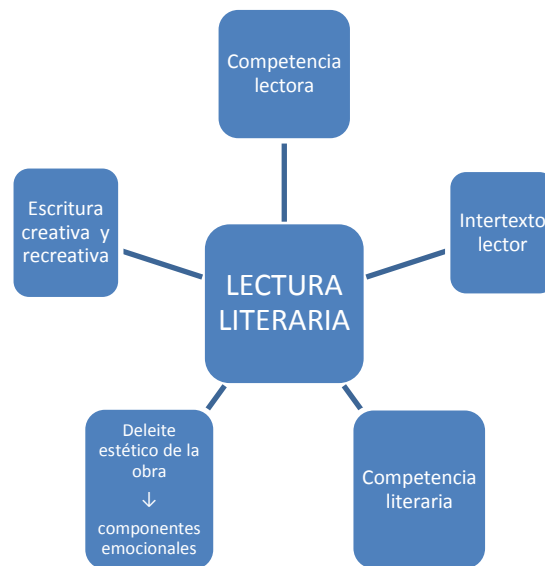 Competencia
lectora
Escritura
creativa y
recreativa
Intertexto
lector
LECTURA
LITERARIA
Deleite
estético de la
obra
↓
componentes
emocionales
Competencia
literaria